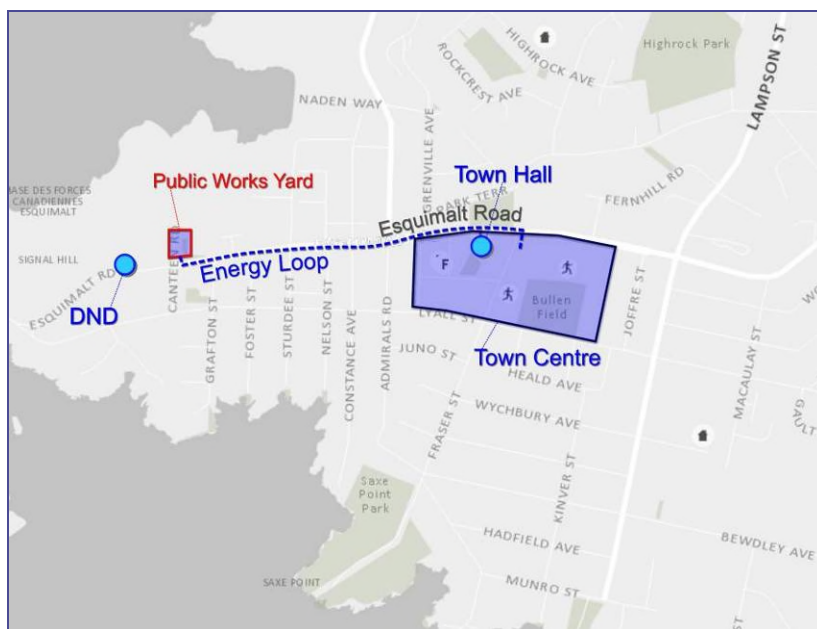 HIGHROCK AVE
Highrock Park
ROCKCREST AVE
LAMPSON ST
NADEN WAY
GRENVILLE AVE
BASE DES FORCES
CANADIENNES
ESQUIMALT
Public Works Yard
Town Hall
PARK TERR
FERNHILL RD
Esquimalt Road
CANTEEN RD
SIGNAL HILL
Energy Loop
ESQUIMALT RD
F
DND
Bullen
Field
JOFFRE ST
LYALL ST
Town Centre
GRAFTON ST
FOSTER ST
STURDEE ST
NELSON ST
CONSTANCE AVE
ADMIRALS RD
JUNO ST
HEALD AVE
MACAULAY ST
WYCHBURY AVE
FRASER ST
KINVER ST
Saxe
Point
Park
HADFIELD AVE
BEWDLEY AVE
SAXE POINT
MUNRO ST